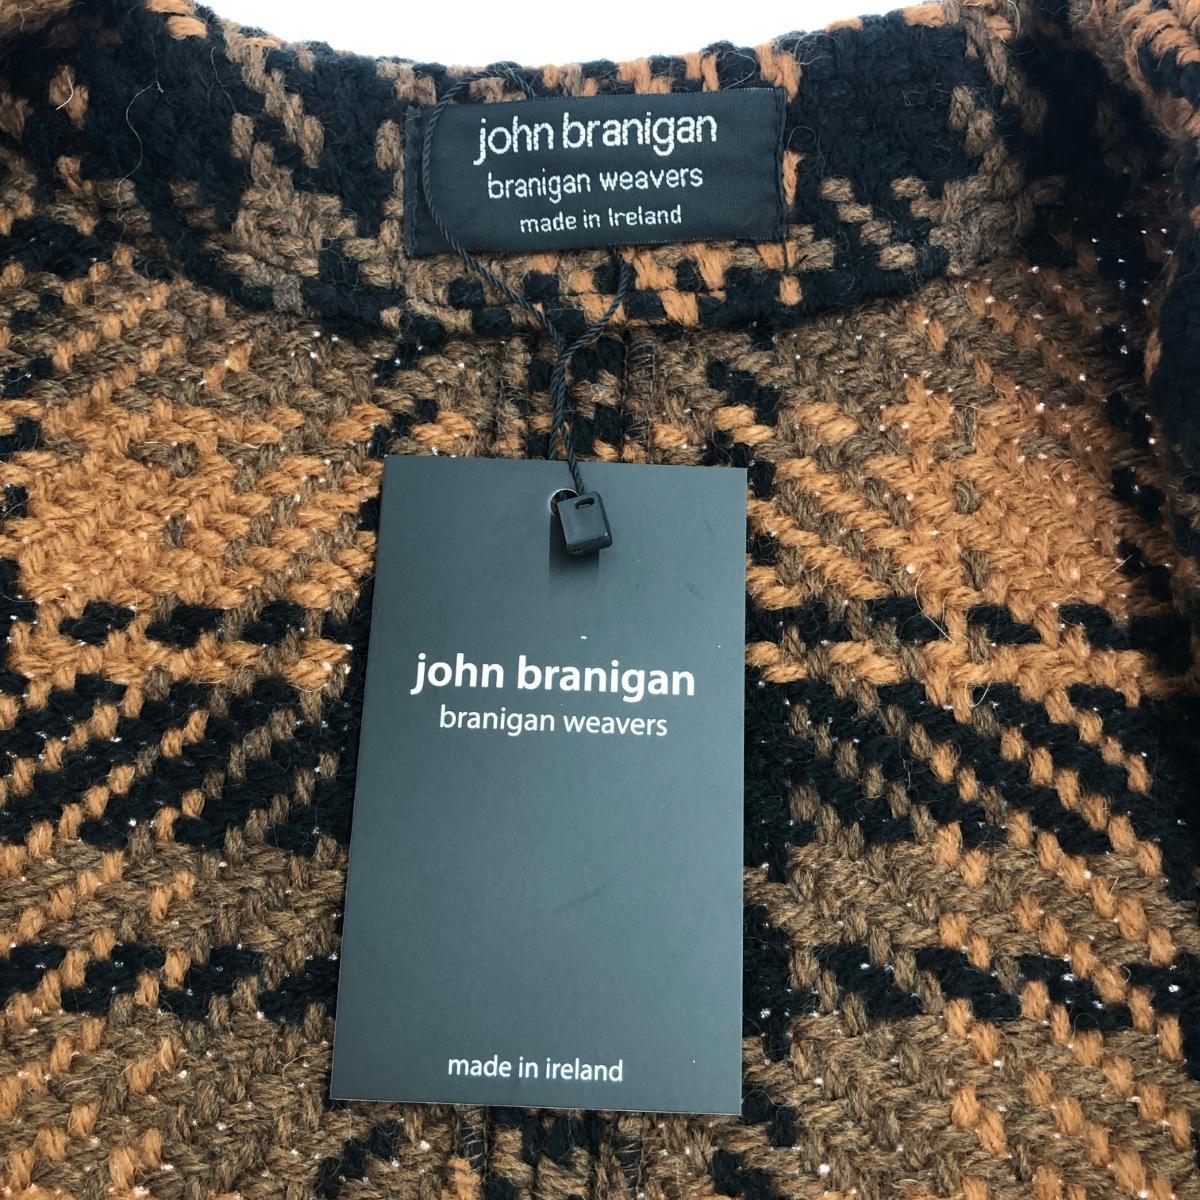 john branigan
branigan weavers
made in Ireland
john branigan
branigan weavers
made in ireland